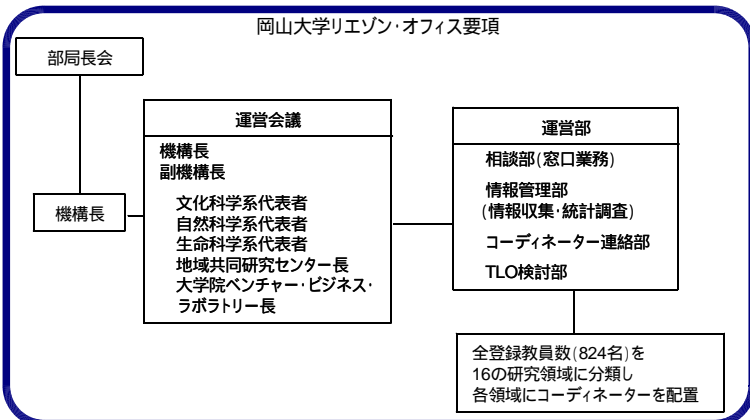 岡山大学リエゾン・オフィス要項
部局長会
機構長
運営会議
機構長
副機構長
文化科学系代表者
自然科学系代表者
生命科学系代表者
地域共同研究センター長
大学院ベンチャー・ビジネス・
ラボラトリー長
運営部
相談部(窓口業務)
情報管理部
(情報収集・統計調査)
コーディネーター連絡部
TLO検討部
全登録教員数(824名)を
16の研究領域に分類し
各領域にコーディネーターを配置